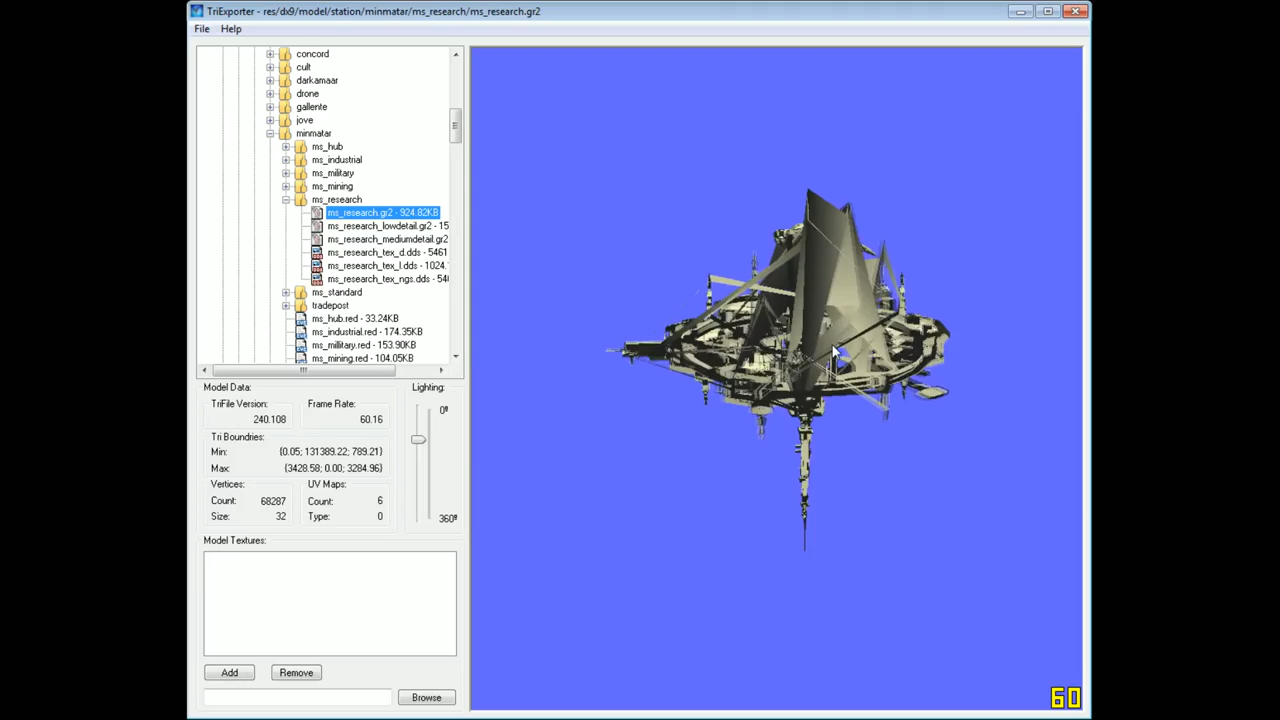 TriExporter - res/dx9/model/station/minmatar/ms_research/ms_research.gr2
File Help
concord
cult
darkamaar
drone
gallente
jove
minmatar
ms_hub
ms_industrial
ms_military
ms_mining
ms_research
ms_research.gr2 - 924.82KB
ms_research_lowdetail.gr2 - 15
ms_research_mediumdetail.gr2
ms_research_tex_d.dds - 5461
ms_research_tex_l.dds - 1024.
ms_research_tex_ngs.dds - 54
ms_standard
tradepost
ms_hub.red - 33.24KB
ms_industrial.red - 174.35KB
ms_military.red - 153.90KB
ms_mining.red - 104.05KB
Model Data:
Lighting:
TriFile Version:
Frame Rate:
0º
240.108
60.16
Tri Boundries:
Min: (0.05; 131389.22; 789.21)
Max: (3428.58; 0.00; 3284.96)
Vertices:
UV Maps:
Count: 68287
Count: 6
Size: 32
Type: 0
360º
Model Textures:
Add
Remove
Browse
60